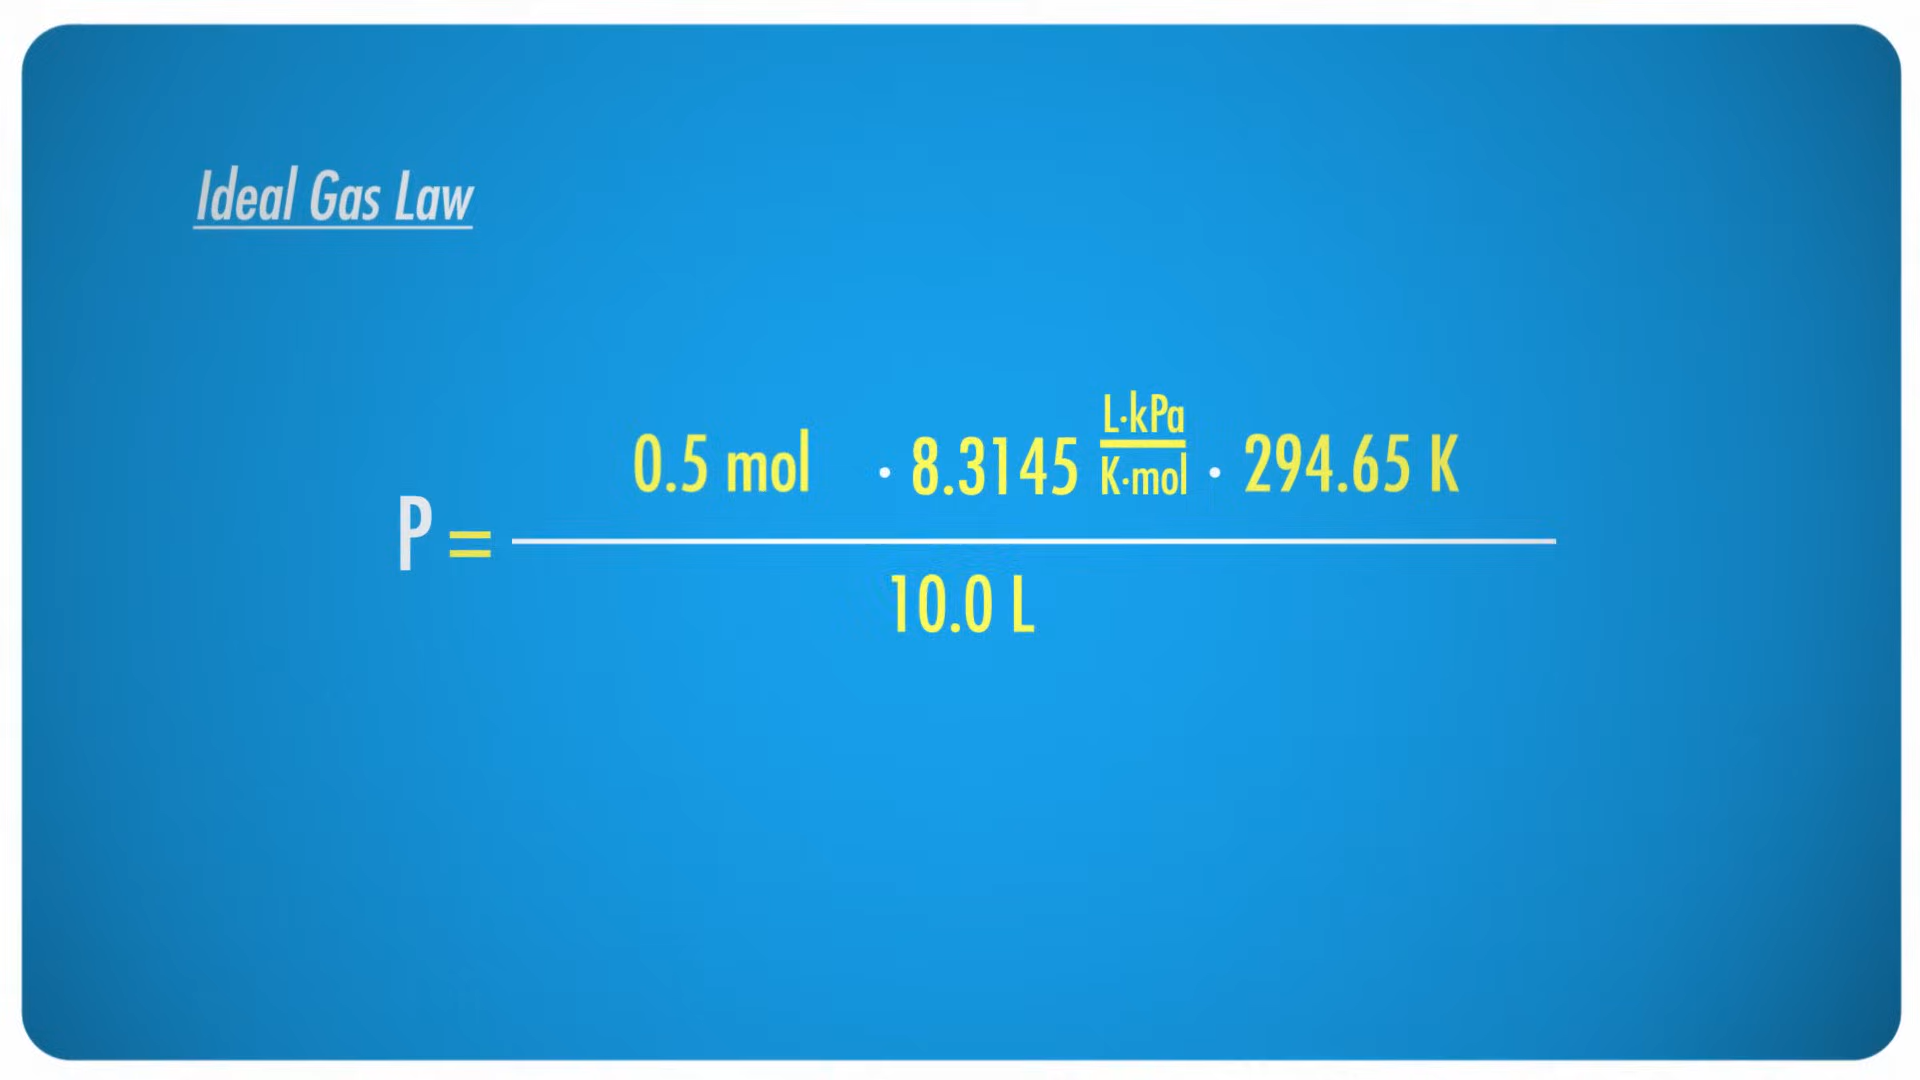 Ideal Gas Law
P = 0.5 mol · 8.3145 L·kPa/K·mol · 294.65 K
10.0 L